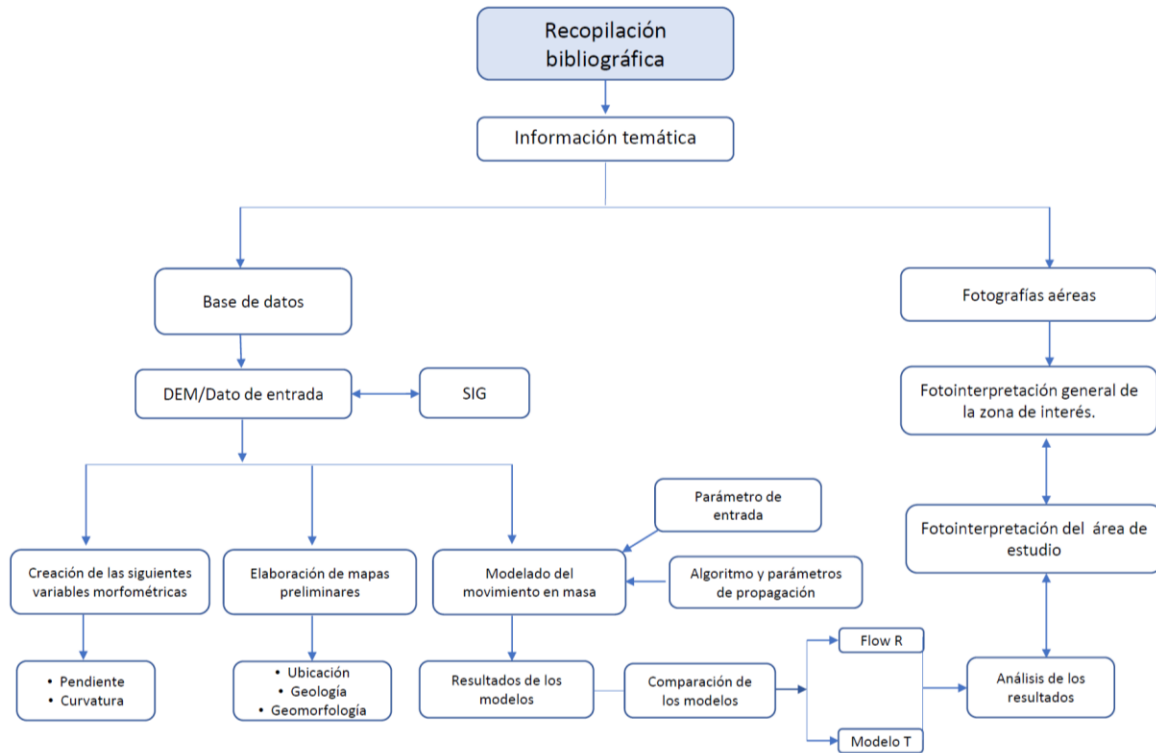 Recopilación
bibliográfica
Información temática
Base de datos
Fotografías aéreas
DEM/Dato de entrada
SIG
Fotointerpretación general de
la zona de interés.
Parámetro de
entrada
Fotointerpretación del área de
estudio
Creación de las siguientes
variables morfométricas
Elaboración de mapas
preliminares
Modelado del
movimiento en masa
Algoritmo y parámetros
de propagación
• Pendiente
• Curvatura
• Ubicación
• Geología
• Geomorfología
Resultados de los
modelos
Comparación de
los modelos
Flow R
Modelo T
Análisis de los
resultados